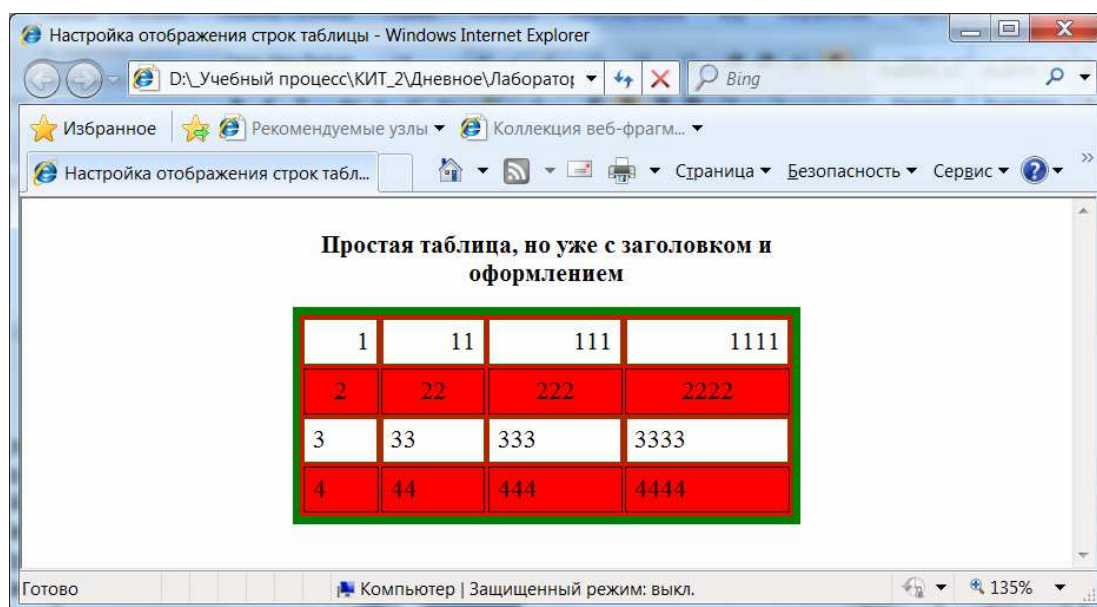 Настройка отображения строк таблицы - Windows Internet Explorer
D:\_Учебный процесс\КИТ_2\Дневное\Лаборатор Bing
Избранное Рекомендуемые узлы Коллекция веб-фрагм...
Настройка отображения строк табл... Страница Безопасность Сервис »
Простая таблица, но уже с заголовком и
оформлением
1 11 111 1111
2 22 222 2222
3 33 333 3333
4 44 444 4444
Готово Компьютер | Защищенный режим: выкл. 135%